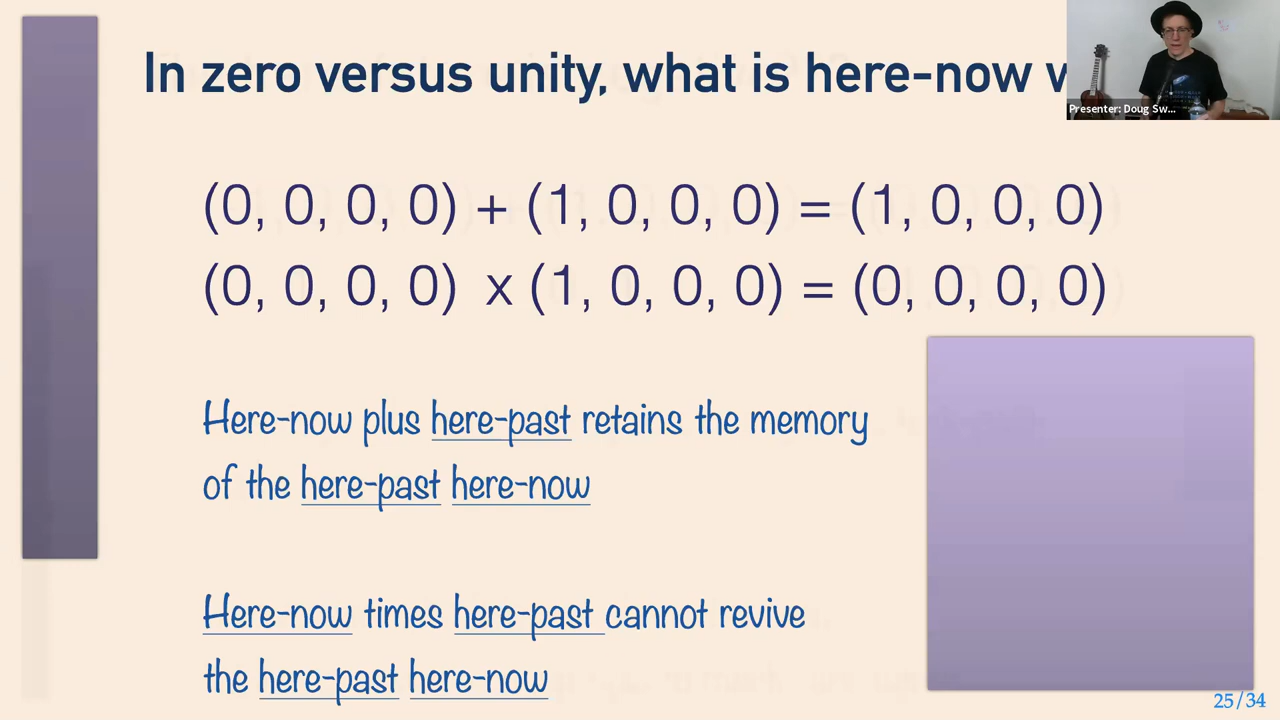 In zero versus unity, what is here-now
Presenter: Doug Sw...
(0, 0, 0, 0) + (1, 0, 0, 0) = (1, 0, 0, 0)
(0, 0, 0, 0) x (1, 0, 0, 0) = (0, 0, 0, 0)
Here-now plus here-past retains the memory
of the here-past here-now
Here-now times here-past cannot revive
the here-past here-now
25/34